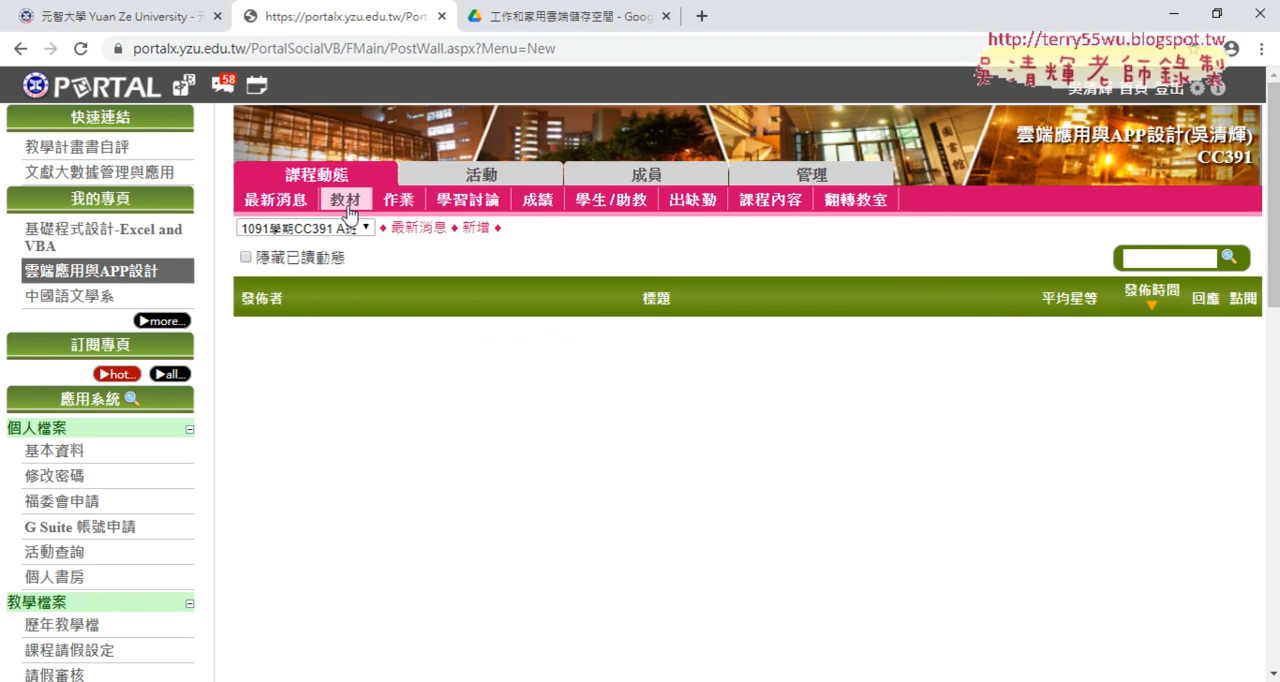 元智大學 Yuan Ze University - 元
https://portalx.yzu.edu.tw/Port
工作和家用雲端儲存空間 - Goog
portalx.yzu.edu.tw/PortalSocialVB/FMain/PostWall.aspx?Menu=New
http://terry55wu.blogspot.tw
吳清輝老師錄製
PORTAL
58
吳清輝 首頁 登出
快速連結
教學計畫書自評
文獻大數據管理與應用
我的專頁
基礎程式設計-Excel and
VBA
雲端應用與APP設計
中國語文學系
▶more...
訂閱專頁
▶hot...
▶all...
應用系統
個人檔案
基本資料
修改密碼
福委會申請
G Suite 帳號申請
活動查詢
個人書房
教學檔案
歷年教學檔
課程請假設定
請假審核
雲端應用與APP設計(吳清輝)
CC391
課程動態
活動
成員
管理
最新消息
教材
作業
學習討論
成績
學生/助教
出缺勤
課程內容
翻轉教室
1091學期CC391 A班
♦ 最新消息 ♦ 新增 ♦
隱藏已讀動態
發佈者
標題
平均星等
發佈時間
回應
點閱